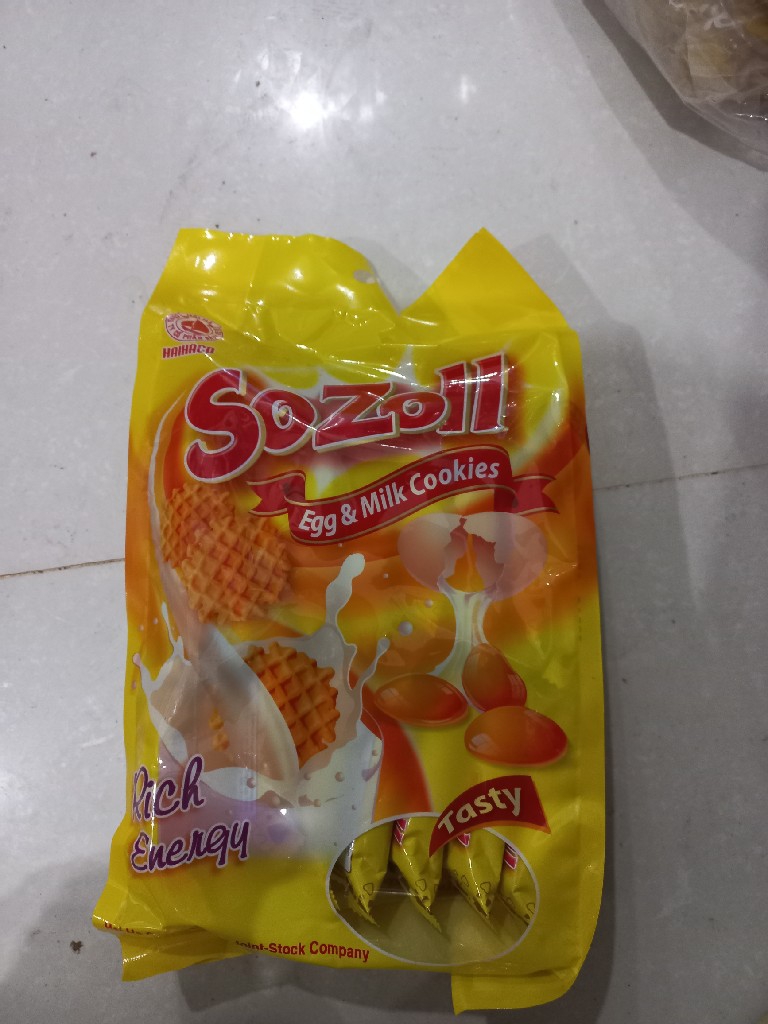 HAIHACO
Sozoll
Egg & Milk Cookies
Tasty
Rich
Energy
Joint-Stock Company